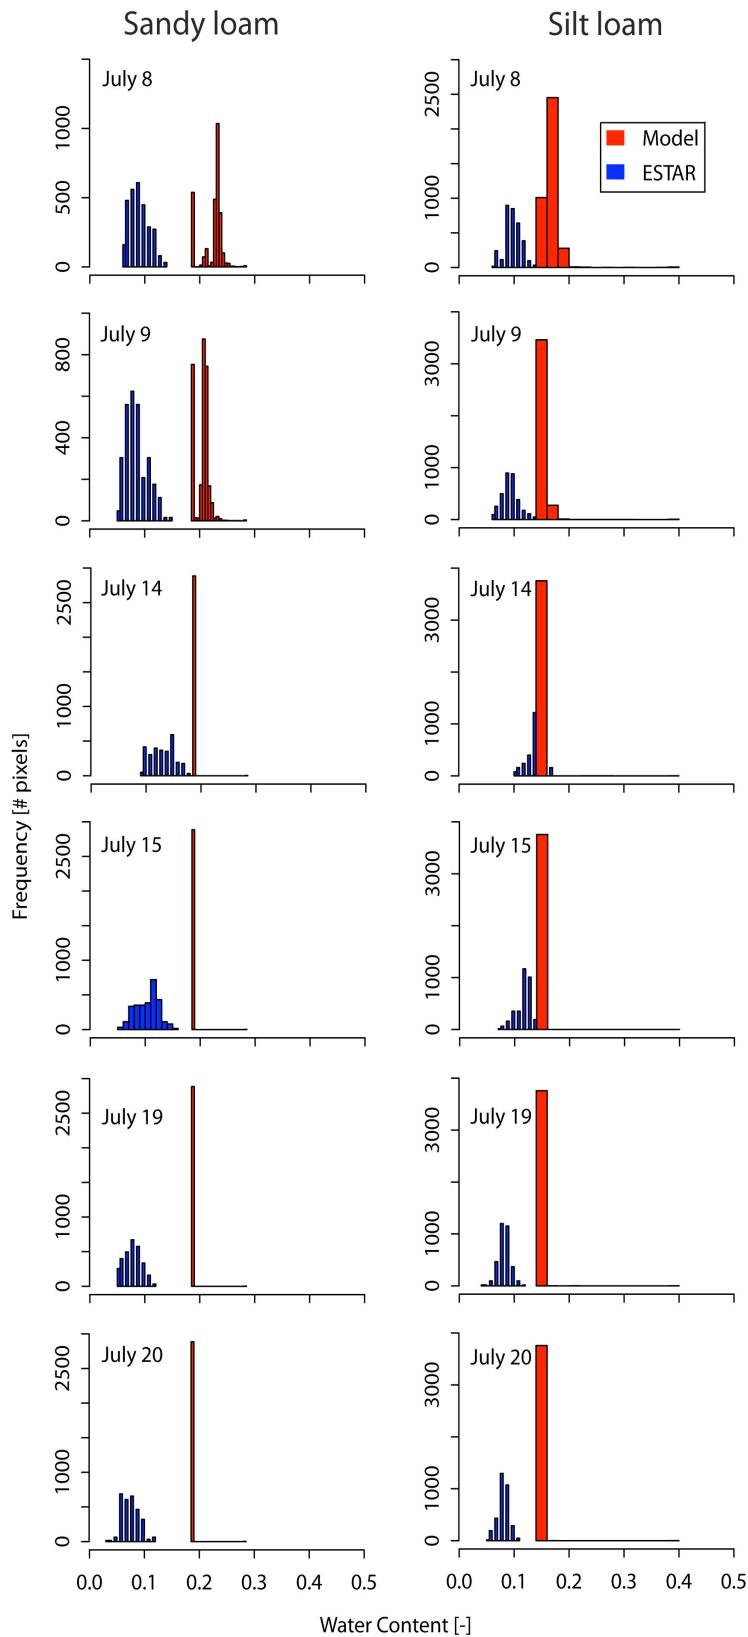 Sandy loam
Silt loam
July 8
1000
500
0
July 8
2500
1000
0
Model
ESTAR
July 9
800
400
0
July 9
3000
1000
0
July 14
2500
1000
0
July 14
3000
1000
0
July 15
2500
1000
0
July 15
3000
1000
0
July 19
2500
1000
0
July 19
3000
1000
0
July 20
2500
1000
0
July 20
3000
1000
0
0.0 0.1 0.2 0.3 0.4 0.5
0.0 0.1 0.2 0.3 0.4 0.5
Frequency [# pixels]
Water Content [-]